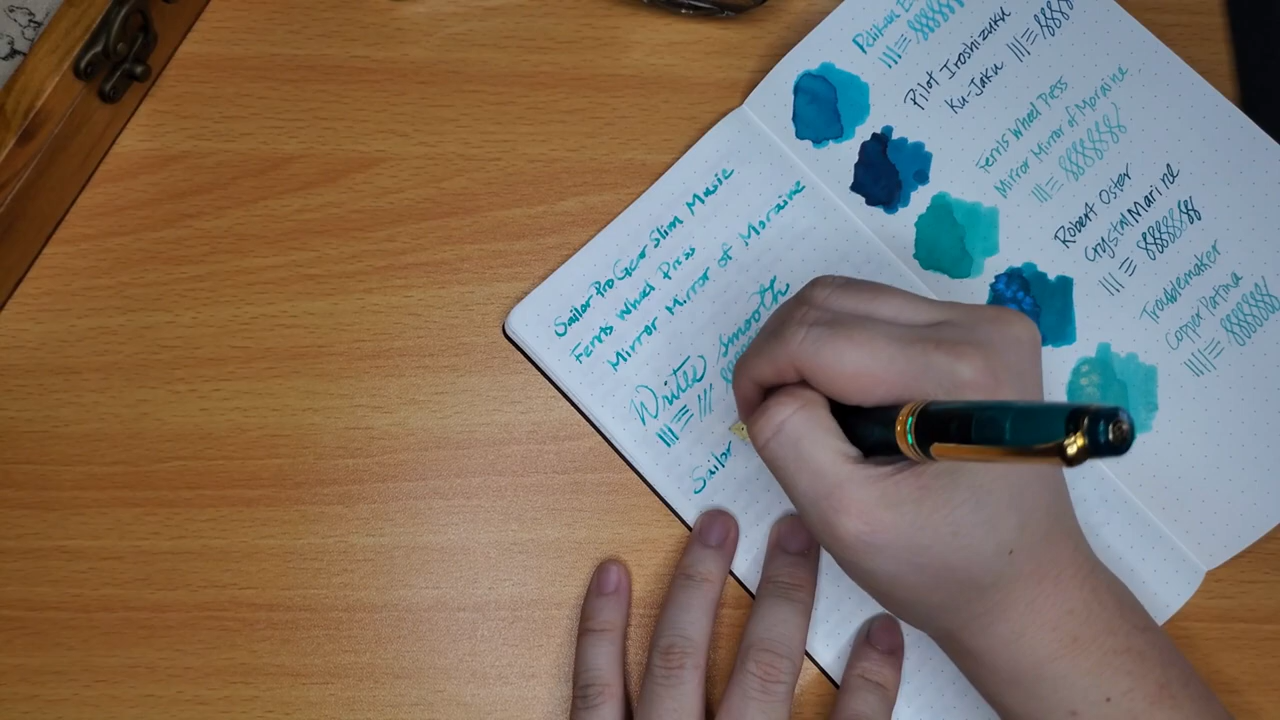 Sailor Pro Gear Slim Music
Ferris Wheel Press
Mirror Mirror of Moraine
Writes smooth
Sailor
Pelikan
Pilot Iroshizuku
Ku-Jaku
Ferris Wheel Press
Mirror Mirror of Moraine
Robert Oster
Crystal Marine
Troublemaker
Copper Patina